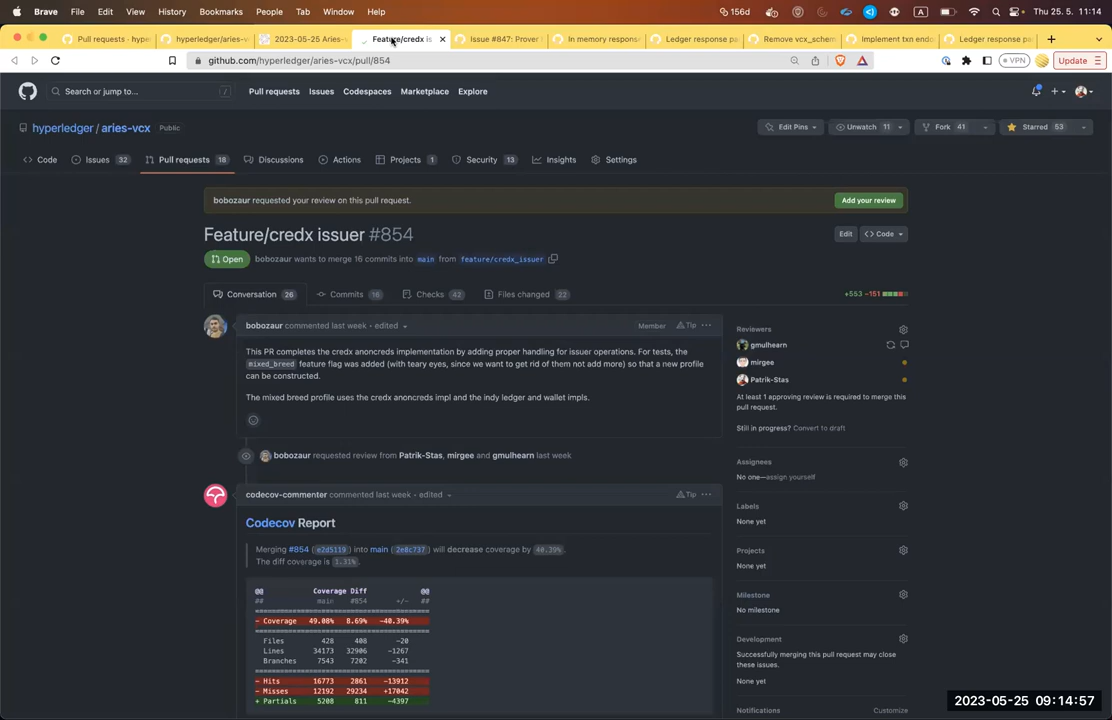 Brave File Edit View History Bookmarks People Tab Window Help 156d A Thu 25. 5. 11:14
Pull requests · hype hyperledger/aries-v 2023-05-25 Aries- Feature/credx is Issue #847: Prover In memory respons Ledger response pa Remove vcx_schem Implement txn endo Ledger response pa
github.com/hyperledger/aries-vcx/pull/854 VPN Update
Search or jump to... / Pull requests Issues Codespaces Marketplace Explore
hyperledger / aries-vcx Public Edit Pins Unwatch 11 Fork 41 Starred 53
Code Issues 32 Pull requests 18 Discussions Actions Projects 1 Security 13 Insights Settings
bobozaur requested your review on this pull request. Add your review
Feature/credx issuer #854 Edit Code
Open bobozaur wants to merge 16 commits into main from feature/credx_issuer
Conversation 26 Commits 16 Checks 42 Files changed 22 +553 −151
bobozaur commented last week · edited Member Tip
This PR completes the credx anoncreds implementation by adding proper handling for issuer operations. For tests, the
mixed_breed feature flag was added (with teary eyes, since we want to get rid of them not add more) so that a new profile
can be constructed.
The mixed breed profile uses the credx anoncreds impl and the indy ledger and wallet impls.
bobozaur requested review from Patrik-Stas, mirgee and gmulhearn last week
codecov-commenter commented last week · edited Tip
Codecov Report
Merging #854 (e2d5119) into main (2e8c737) will decrease coverage by 40.39%.
The diff coverage is 1.31%.
@@ Coverage Diff @@
## main #854 +/- ##
===========================================
- Coverage 49.08% 8.69% -40.39%
===========================================
Files 428 408 -20
Lines 34173 32906 -1267
Branches 7543 7202 -341
===========================================
- Hits 16773 2861 -13912
- Misses 12192 29234 +17042
+ Partials 5208 811 -4397
Reviewers
gmulhearn
mirgee
Patrik-Stas
At least 1 approving review is required to merge this
pull request.
Still in progress? Convert to draft
Assignees
No one—assign yourself
Labels
None yet
Projects
None yet
Milestone
No milestone
Development
Successfully merging this pull request may close
these issues.
None yet
Notifications Customize
2023-05-25 09:14:57